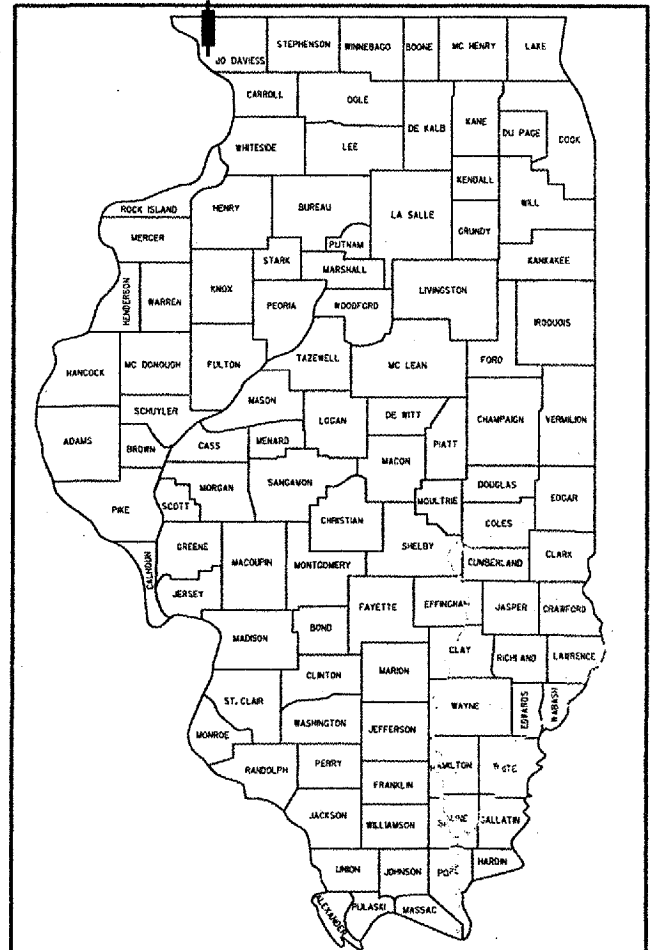 JO DAVIESS
STEPHENSON
WINNEBAGO
BOONE
MC HENRY
LAKE
CARROLL
OGLE
DE KALB
KANE
DU PAGE
COOK
WHITESIDE
LEE
KENDALL
WILL
ROCK ISLAND
HENRY
BUREAU
LA SALLE
GRUNDY
MERCER
PUTNAM
KANKAKEE
STARK
MARSHALL
HENDERSON
WARREN
KNOX
PEORIA
WOODFORD
LIVINGSTON
IROQUOIS
HANCOCK
MC DONOUGH
FULTON
TAZEWELL
MC LEAN
FORD
MASON
SCHUYLER
LOGAN
DE WITT
CHAMPAIGN
VERMILION
ADAMS
BROWN
CASS
MENARD
PIATT
MACON
MORGAN
SANGAMON
DOUGLAS
EDGAR
PIKE
SCOTT
CHRISTIAN
MOULTRIE
COLES
GREENE
MACOUPIN
MONTGOMERY
SHELBY
CLARK
CALHOUN
CUMBERLAND
JERSEY
FAYETTE
EFFINGHAM
JASPER
CRAWFORD
MADISON
BOND
CLAY
RICHLAND
LAWRENCE
CLINTON
MARION
ST. CLAIR
WAYNE
EDWARDS
WABASH
WASHINGTON
JEFFERSON
MONROE
RANDOLPH
PERRY
HAMILTON
WHITE
FRANKLIN
JACKSON
WILLIAMSON
SALINE
GALLATIN
UNION
JOHNSON
POPE
HARDIN
ALEXANDER
PULASKI
MASSAC